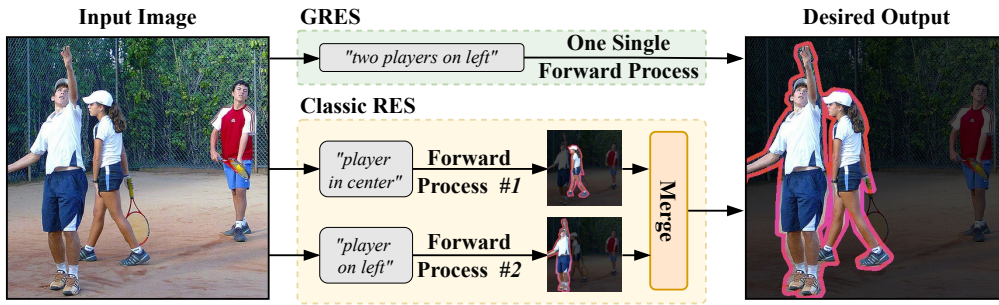 Input Image
GRES
Desired Output
"two players on left"
One Single
Forward Process
Classic RES
"player
in center"
Forward
Process #1
"player
on left"
Forward
Process #2
Merge